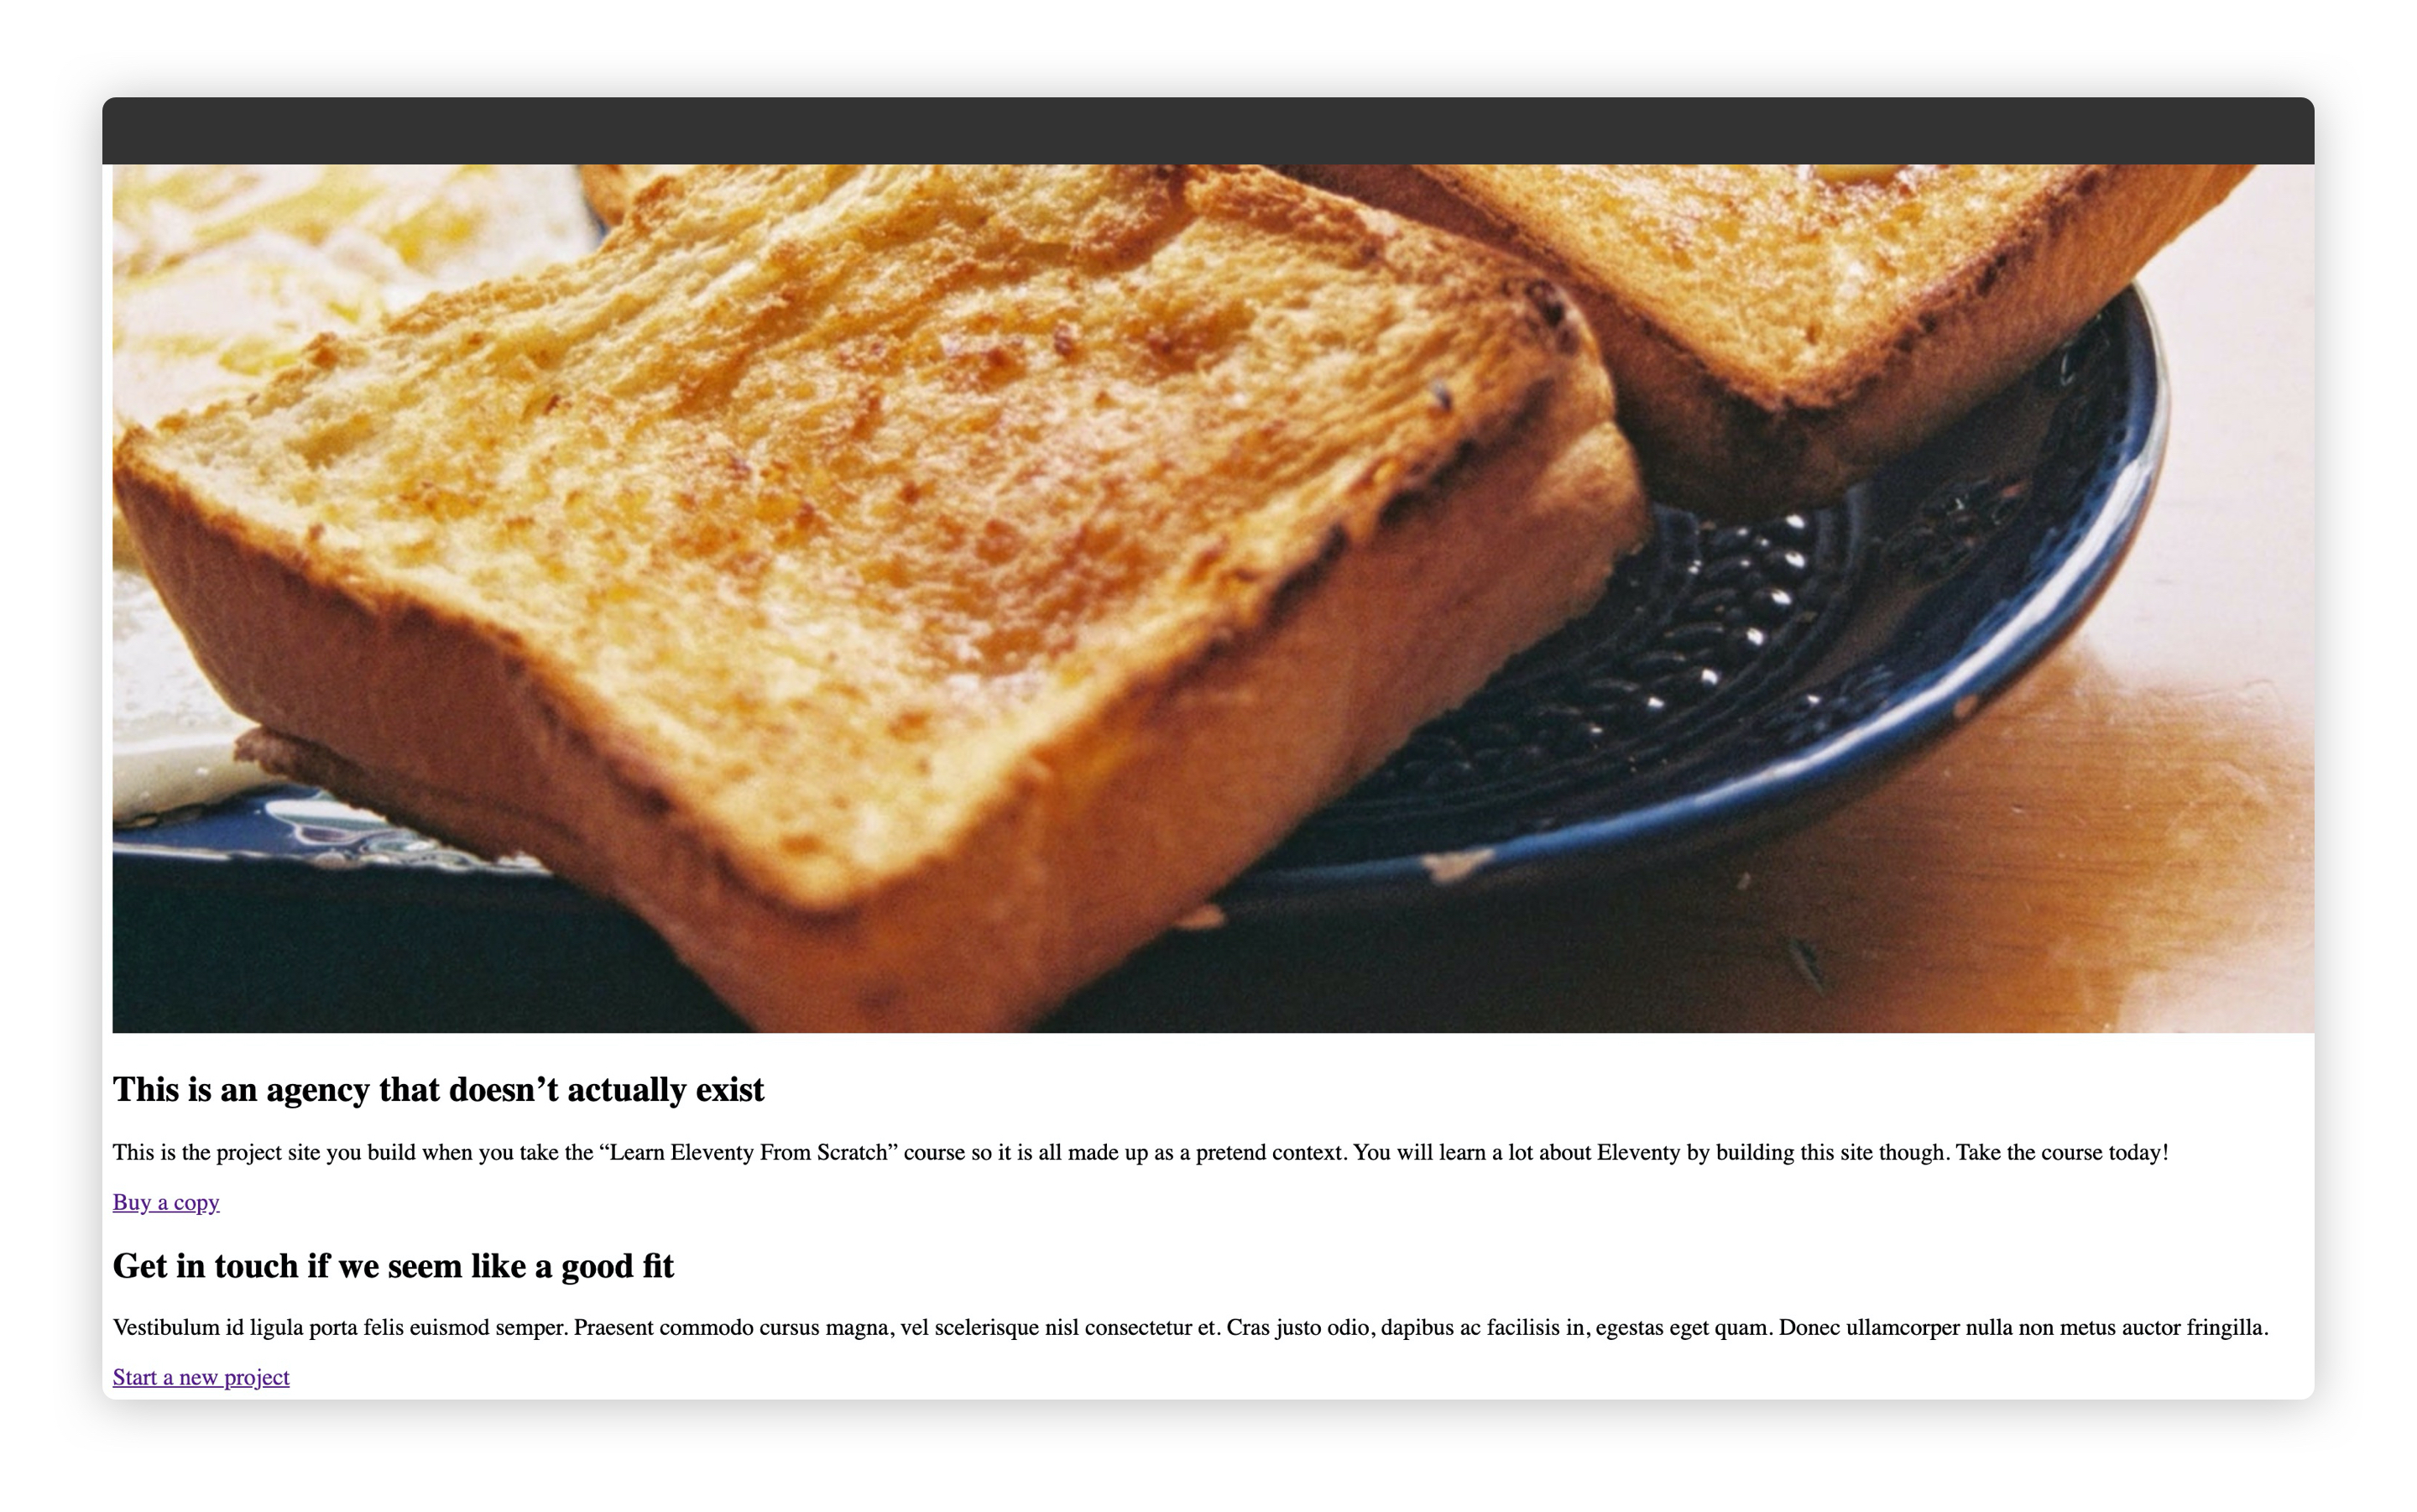 This is an agency that doesn’t actually exist
This is the project site you build when you take the “Learn Eleventy From Scratch” course so it is all made up as a pretend context. You will learn a lot about Eleventy by building this site though. Take the course today!
Buy a copy
Get in touch if we seem like a good fit
Vestibulum id ligula porta felis euismod semper. Praesent commodo cursus magna, vel scelerisque nisl consectetur et. Cras justo odio, dapibus ac facilisis in, egestas eget quam. Donec ullamcorper nulla non metus auctor fringilla.
Start a new project